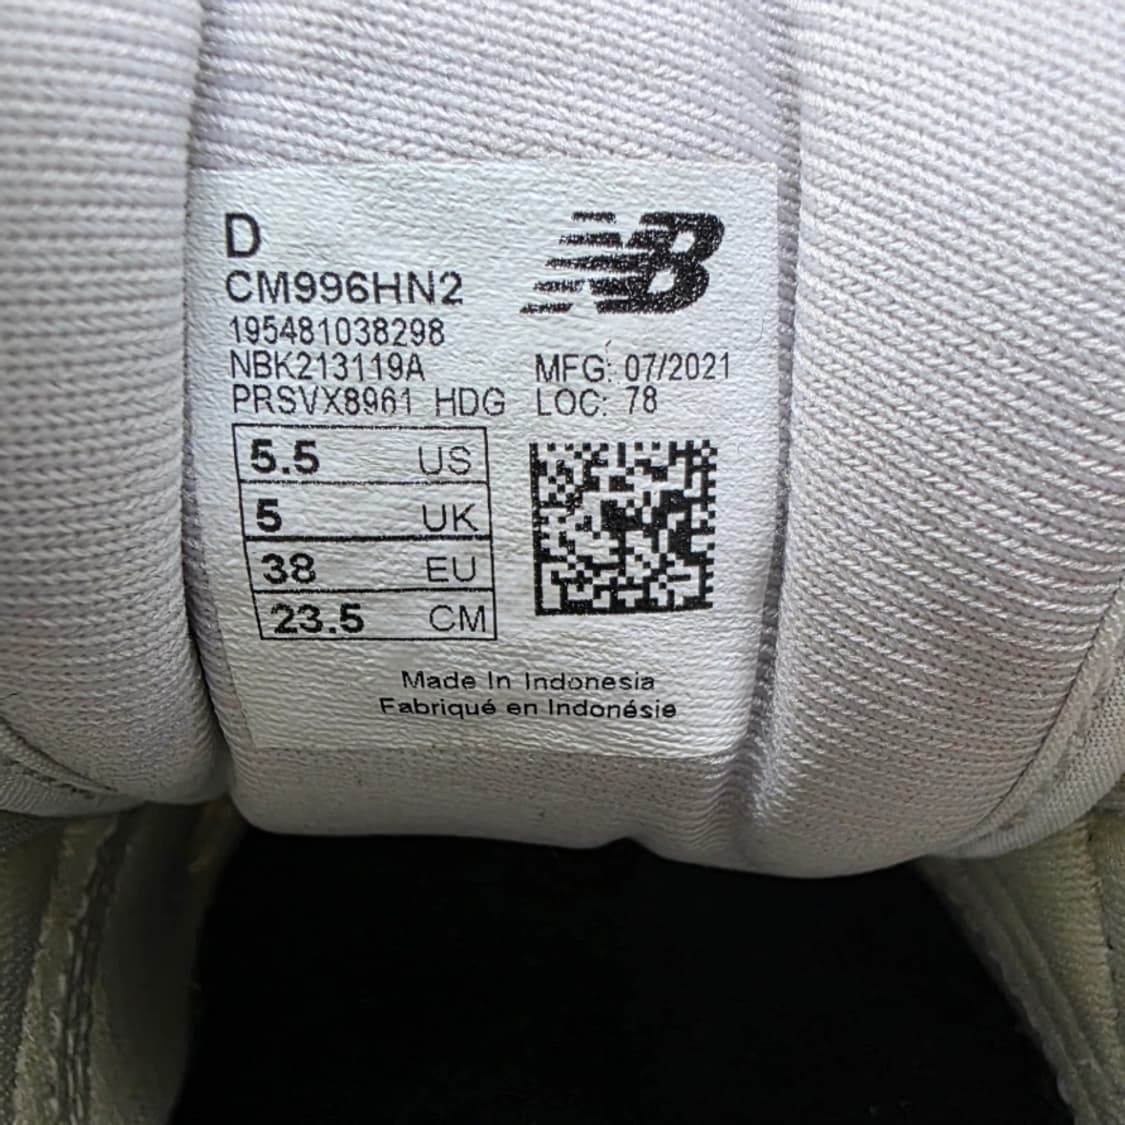 D
NB
CM996HN2
195481038298
NBK213119A MFG: 07/2021
PRSVX8961 HDG LOC: 78
5.5 US
5 UK
38 EU
23.5 CM
Made In Indonesia
Fabriqué en Indonésie